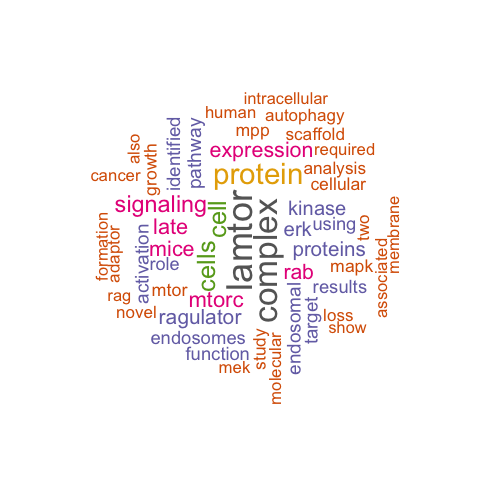 intracellular
human
autophagy
mpp
scaffold
also
identified
pathway
expression
required
cancer
growth
protein
analysis
cellular
signaling
cell
lamtor
complex
kinase
late
erk
using
two
membrane
formation
adaptor
activation
mice
role
cells
proteins
rab
mapk
associated
rag
mtor
mtorc
endosomal
results
novel
ragulator
target
loss
show
endosomes
function
study
molecular
mek